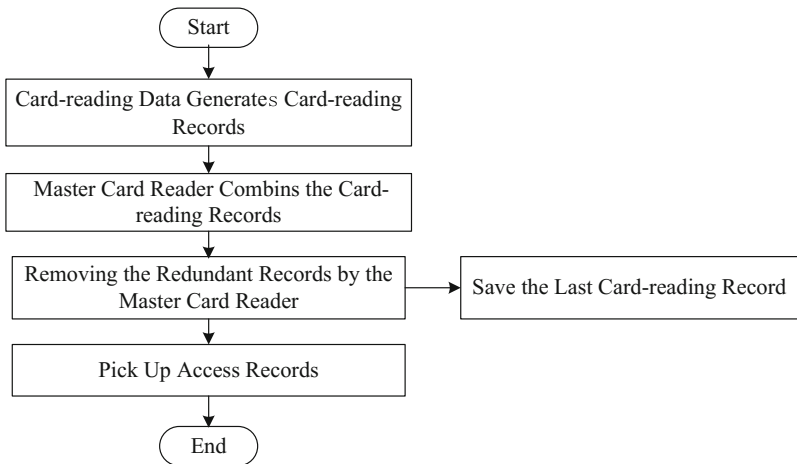 Start
Card-reading Data Generates Card-reading
Records
Master Card Reader Combins the Card-
reading Records
Removing the Redundant Records by the
Master Card Reader
Save the Last Card-reading Record
Pick Up Access Records
End